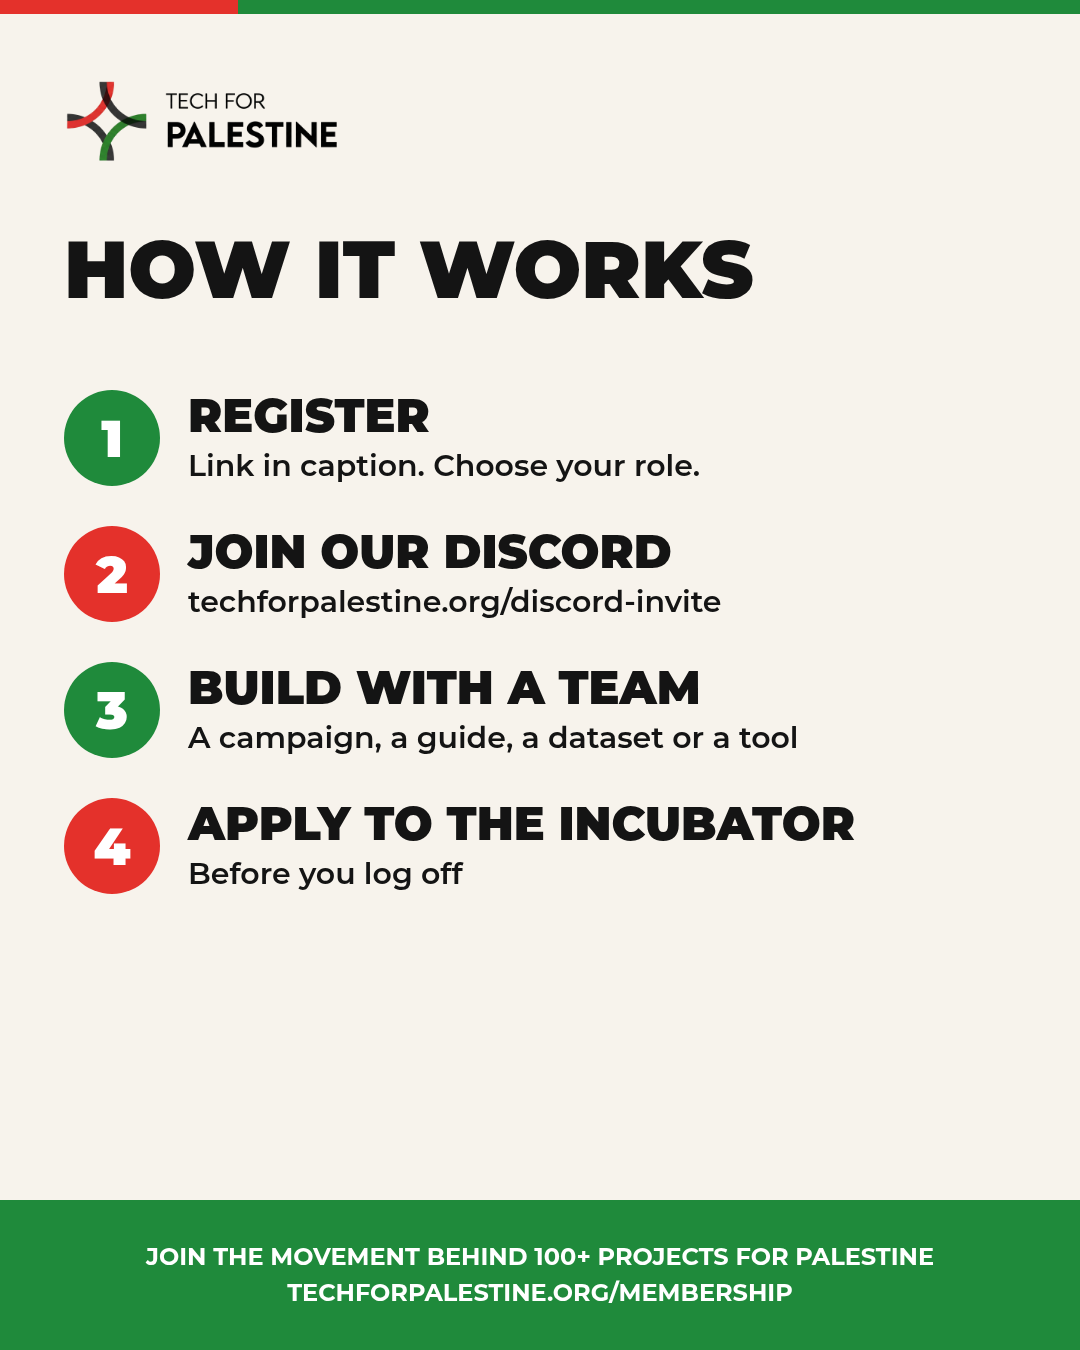 TECH FOR
PALESTINE
HOW IT WORKS
1
REGISTER
Link in caption. Choose your role.
2
JOIN OUR DISCORD
techforpalestine.org/discord-invite
3
BUILD WITH A TEAM
A campaign, a guide, a dataset or a tool
4
APPLY TO THE INCUBATOR
Before you log off
JOIN THE MOVEMENT BEHIND 100+ PROJECTS FOR PALESTINE
TECHFORPALESTINE.ORG/MEMBERSHIP